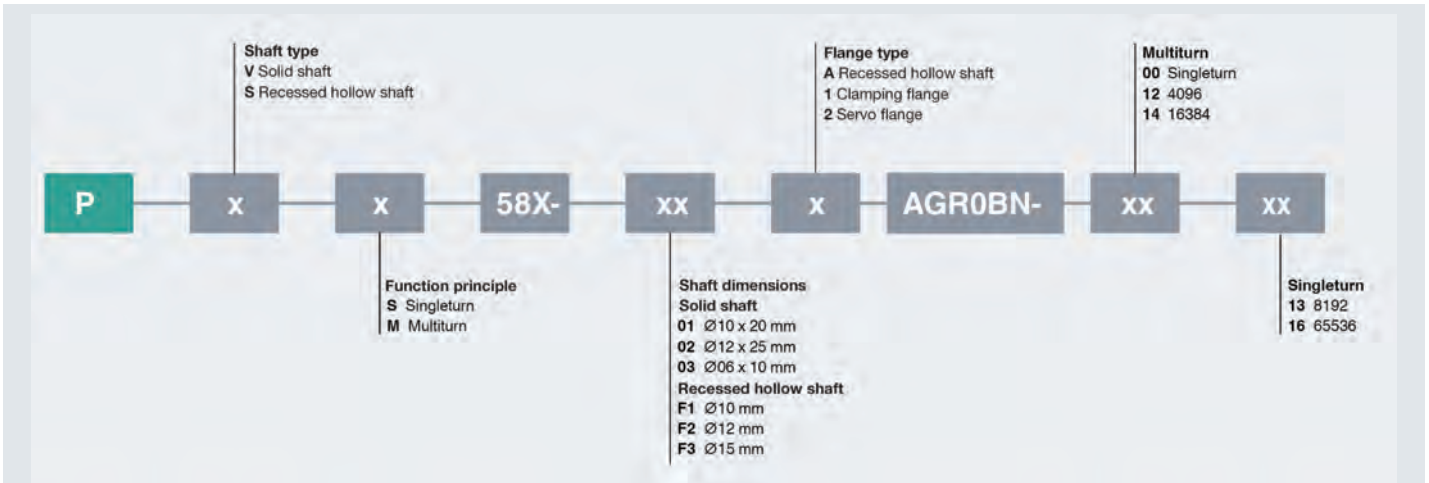 Shaft type
V Solid shaft
S Recessed hollow shaft
Flange type
A Recessed hollow shaft
1 Clamping flange
2 Servo flange
Multiturn
00 Singleturn
12 4096
14 16384
P x x 58X- xx x AGR0BN- xx xx
Function principle
S Singleturn
M Multiturn
Shaft dimensions
Solid shaft
01 Ø10 x 20 mm
02 Ø12 x 25 mm
03 Ø06 x 10 mm
Recessed hollow shaft
F1 Ø10 mm
F2 Ø12 mm
F3 Ø15 mm
Singleturn
13 8192
16 65536